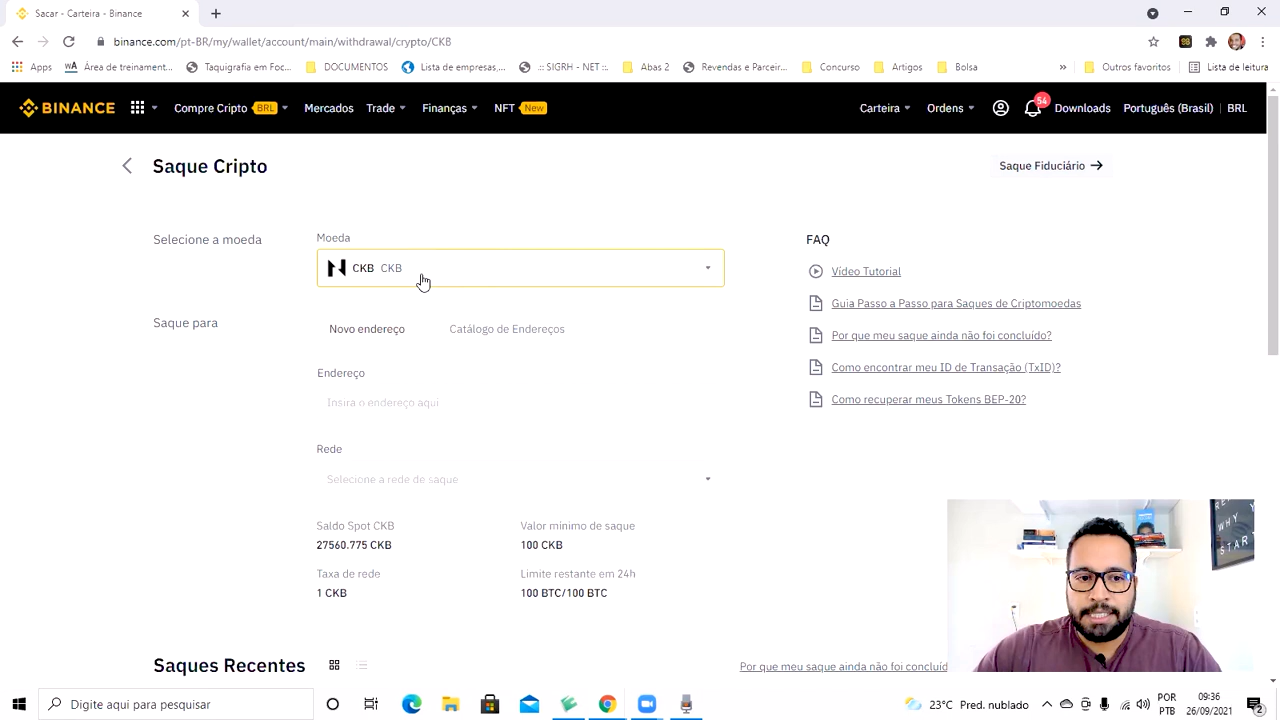 Sacar - Carteira - Binance
binance.com/pt-BR/my/wallet/account/main/withdrawal/crypto/CKB
Apps
Área de treinament...
Taquigrafia em Foc...
DOCUMENTOS
Lista de empresas,...
.:: SIGRH - NET ::.
Abas 2
Revendas e Parceir...
Concurso
Artigos
Bolsa
»
Outros favoritos
Lista de leitura
BINANCE
Compre Cripto BRL
Mercados
Trade
Finanças
NFT New
Carteira
Ordens
54
Downloads
Português (Brasil)
BRL
Saque Cripto
Saque Fiduciário
Selecione a moeda
Moeda
CKB CKB
Saque para
Novo endereço
Catálogo de Endereços
Endereço
Insira o endereço aqui
Rede
Selecione a rede de saque
Saldo Spot CKB
27560.775 CKB
Valor mínimo de saque
100 CKB
Taxa de rede
1 CKB
Limite restante em 24h
100 BTC/100 BTC
FAQ
Vídeo Tutorial
Guia Passo a Passo para Saques de Criptomoedas
Por que meu saque ainda não foi concluído?
Como encontrar meu ID de Transação (TxID)?
Como recuperar meus Tokens BEP-20?
WHY Y
START
Saques Recentes
Por que meu saque ainda não foi concluíd
Digite aqui para pesquisar
23°C Pred. nublado
POR
PTB
09:36
26/09/2021
2